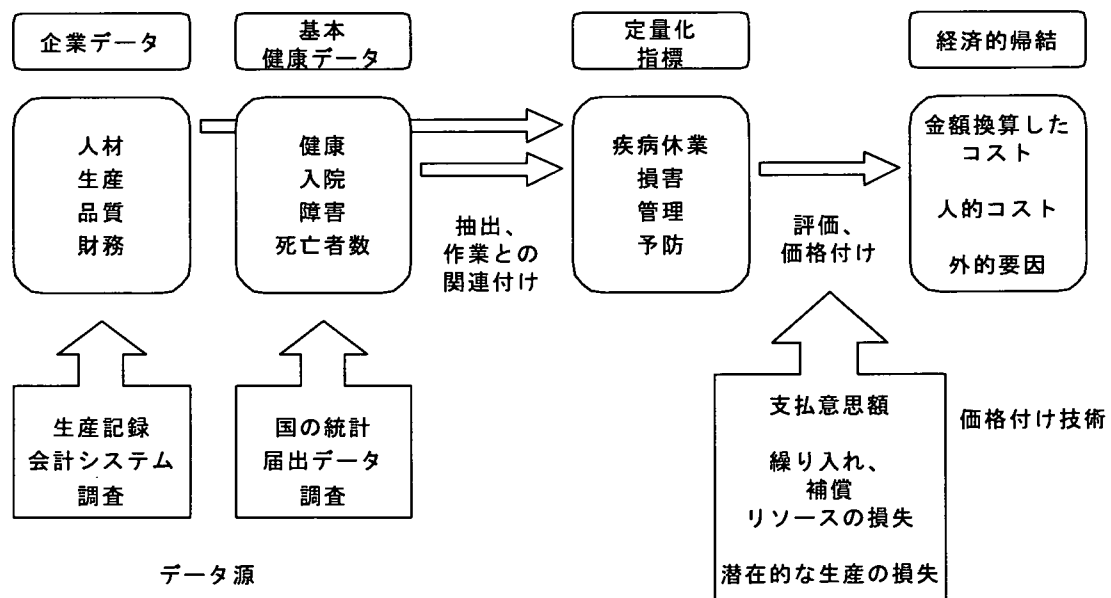 企業データ
基本
健康データ
定量化
指標
経済的帰結
人材
生産
品質
財務
健康
入院
障害
死亡者数
抽出、
作業との
関連付け
疾病休業
損害
管理
予防
評価、
価格付け
金額換算した
コスト
人的コスト
外的要因
生産記録
会計システム
調査
国の統計
届出データ
調査
支払意思額
繰り入れ、
補償
リソースの損失
潜在的な生産の損失
価格付け技術
データ源